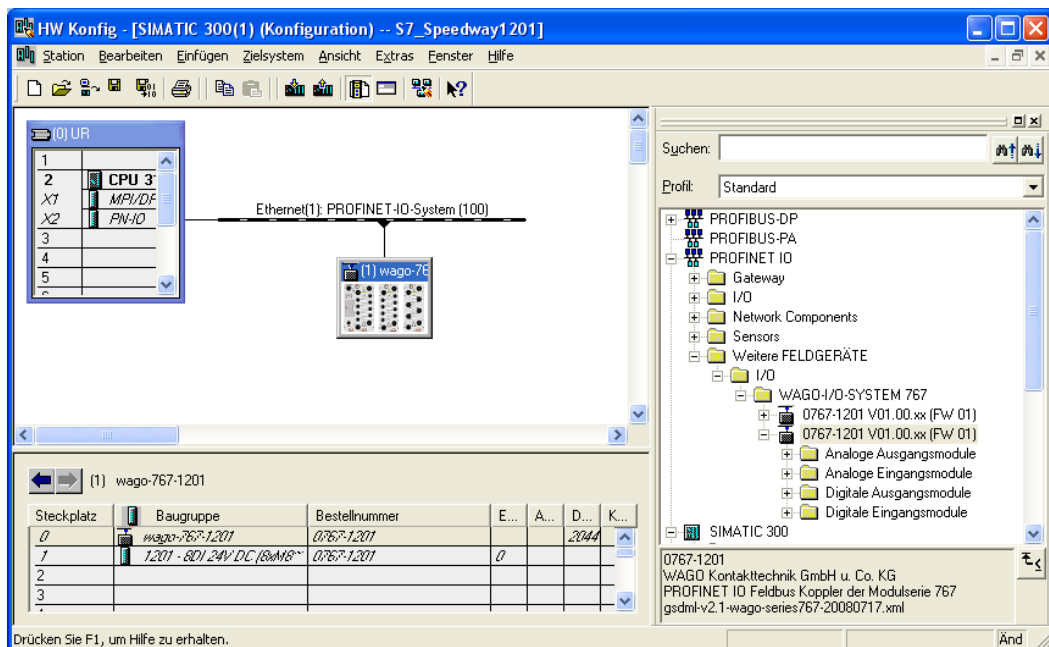 HW Konfig - [SIMATIC 300(1) (Konfiguration) -- S7_Speedway1201]
Station Bearbeiten Einfügen Zielsystem Ansicht Extras Fenster Hilfe
(0) UR
1
2 CPU 3
X1 MPI/DP
X2 PN-IO
3
4
5
Ethernet(1): PROFINET-IO-System (100)
(1) wago-76
Suchen:
Profil: Standard
PROFIBUS-DP
PROFIBUS-PA
PROFINET IO
Gateway
I/O
Network Components
Sensors
Weitere FELDGERÄTE
I/O
WAGO-I/O-SYSTEM 767
0767-1201 V01.00.xx (FW 01)
0767-1201 V01.00.xx (FW 01)
Analoge Ausgangsmodule
Analoge Eingangsmodule
Digitale Ausgangsmodule
Digitale Eingangsmodule
SIMATIC 300
0767-1201
WAGO Kontakttechnik GmbH u. Co. KG
PROFINET IO Feldbus Koppler der Modulserie 767
gsdml-v2.1-wago-series767-20080717.xml
(1) wago-767-1201
Steckplatz Baugruppe Bestellnummer E... A... D... K...
0 wago-767-1201 0767-1201 2044
1 1201 - 8DI 24V DC (8xM8 0767-1201 0
2
3
Drücken Sie F1, um Hilfe zu erhalten.
Änd